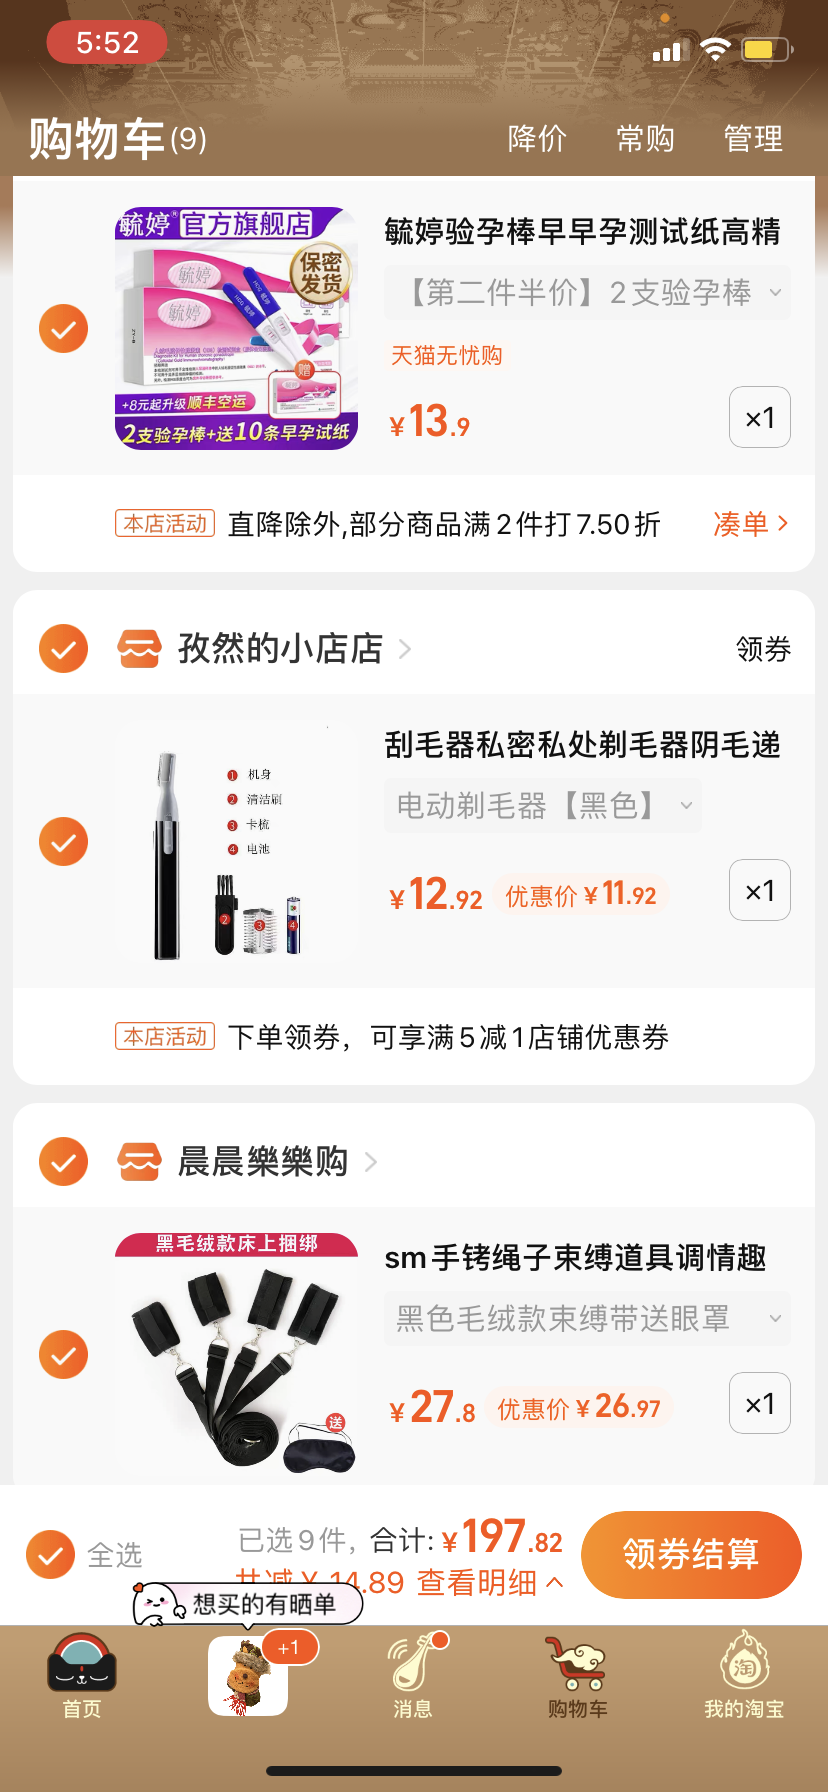 5:52
购物车(9)
降价
常购
管理
毓婷®官方旗舰店
保密
发货
毓婷
毓婷
赠
+8元起升级 顺丰空运
2支验孕棒+送10条早孕试纸
毓婷验孕棒早早孕测试纸高精
【第二件半价】2支验孕棒
天猫无忧购
¥13.9
×1
本店活动 直降除外,部分商品满2件打7.50折 凑单
孜然的小店店
领券
1 机身
2 清洁刷
3 卡梳
4 电池
2
3
4
刮毛器私密私处剃毛器阴毛递
电动剃毛器【黑色】
¥12.92 优惠价¥11.92
×1
本店活动 下单领券，可享满5减1店铺优惠券
晨晨樂樂购
黑毛绒款床上捆绑
送
sm手铐绳子束缚道具调情趣
黑色毛绒款束缚带送眼罩
¥27.8 优惠价¥26.97
×1
全选
已选9件，合计:¥197.82
共减¥14.89 查看明细
领券结算
想买的有晒单
+1
首页
消息
购物车
淘
我的淘宝